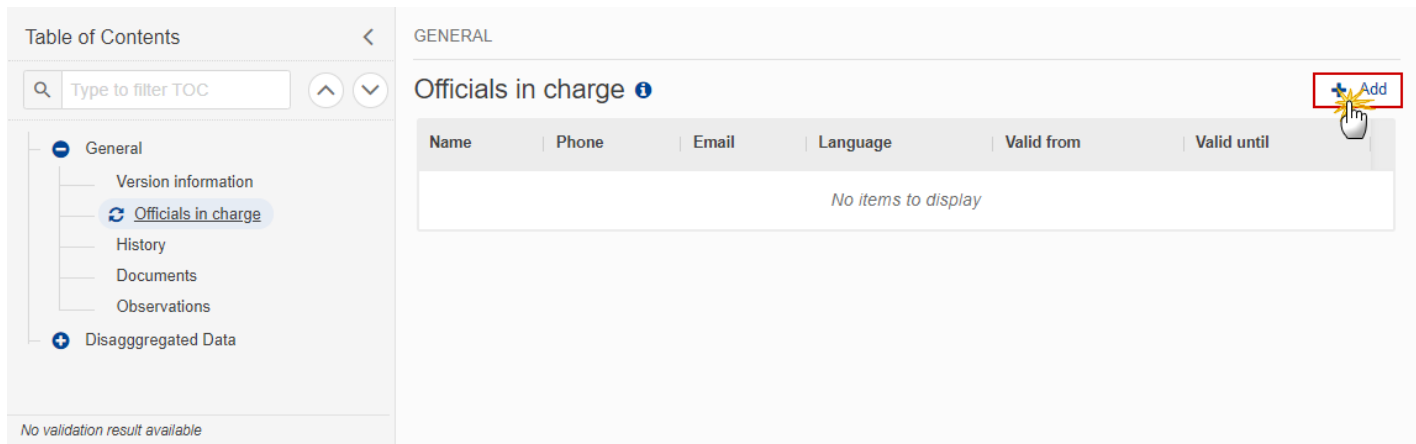 Table of Contents
Type to filter TOC
General
Version information
Officials in charge
History
Documents
Observations
Disagggregated Data
No validation result available
GENERAL
Officials in charge
Add
Name Phone Email Language Valid from Valid until
No items to display